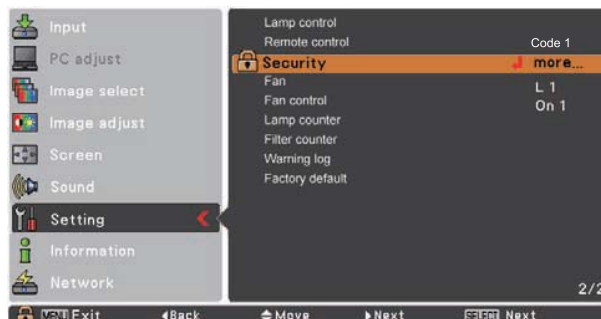 Input
PC adjust
Image select
Image adjust
Screen
Sound
Setting
Information
Network
Lamp control
Remote control Code 1
Security more...
Fan L 1
Fan control On 1
Lamp counter
Filter counter
Warning log
Factory default
2/2
MENU Exit Back Move Next SELECT Next